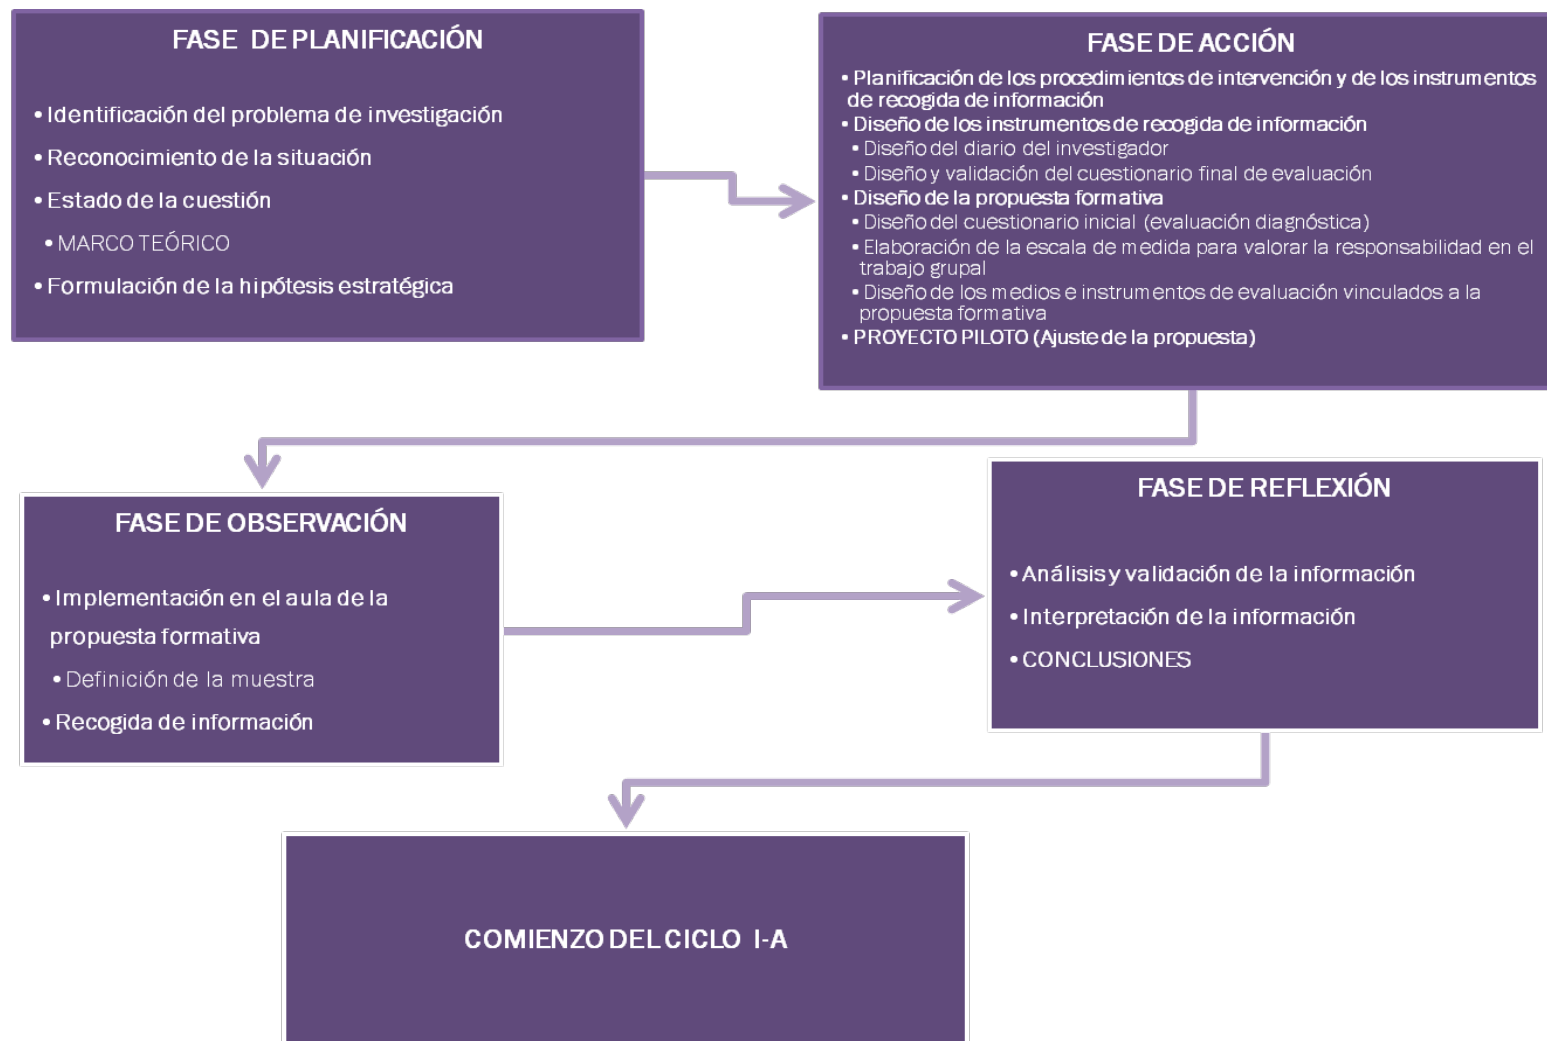 FASE DE PLANIFICACIÓN
• Identificación del problema de investigación
• Reconocimiento de la situación
• Estado de la cuestión
• MARCO TEÓRICO
• Formulación de la hipótesis estratégica
FASE DE ACCIÓN
• Planificación de los procedimientos de intervención y de los instrumentos
de recogida de información
• Diseño de los instrumentos de recogida de información
• Diseño del diario del investigador
• Diseño y validación del cuestionario final de evaluación
• Diseño de la propuesta formativa
• Diseño del cuestionario inicial (evaluación diagnóstica)
• Elaboración de la escala de medida para valorar la responsabilidad en el
trabajo grupal
• Diseño de los medios e instrumentos de evaluación vinculados a la
propuesta formativa
• PROYECTO PILOTO (Ajuste de la propuesta)
FASE DE OBSERVACIÓN
• Implementación en el aula de la
propuesta formativa
• Definición de la muestra
• Recogida de información
FASE DE REFLEXIÓN
• Análisis y validación de la información
• Interpretación de la información
• CONCLUSIONES
COMIENZO DEL CICLO I-A